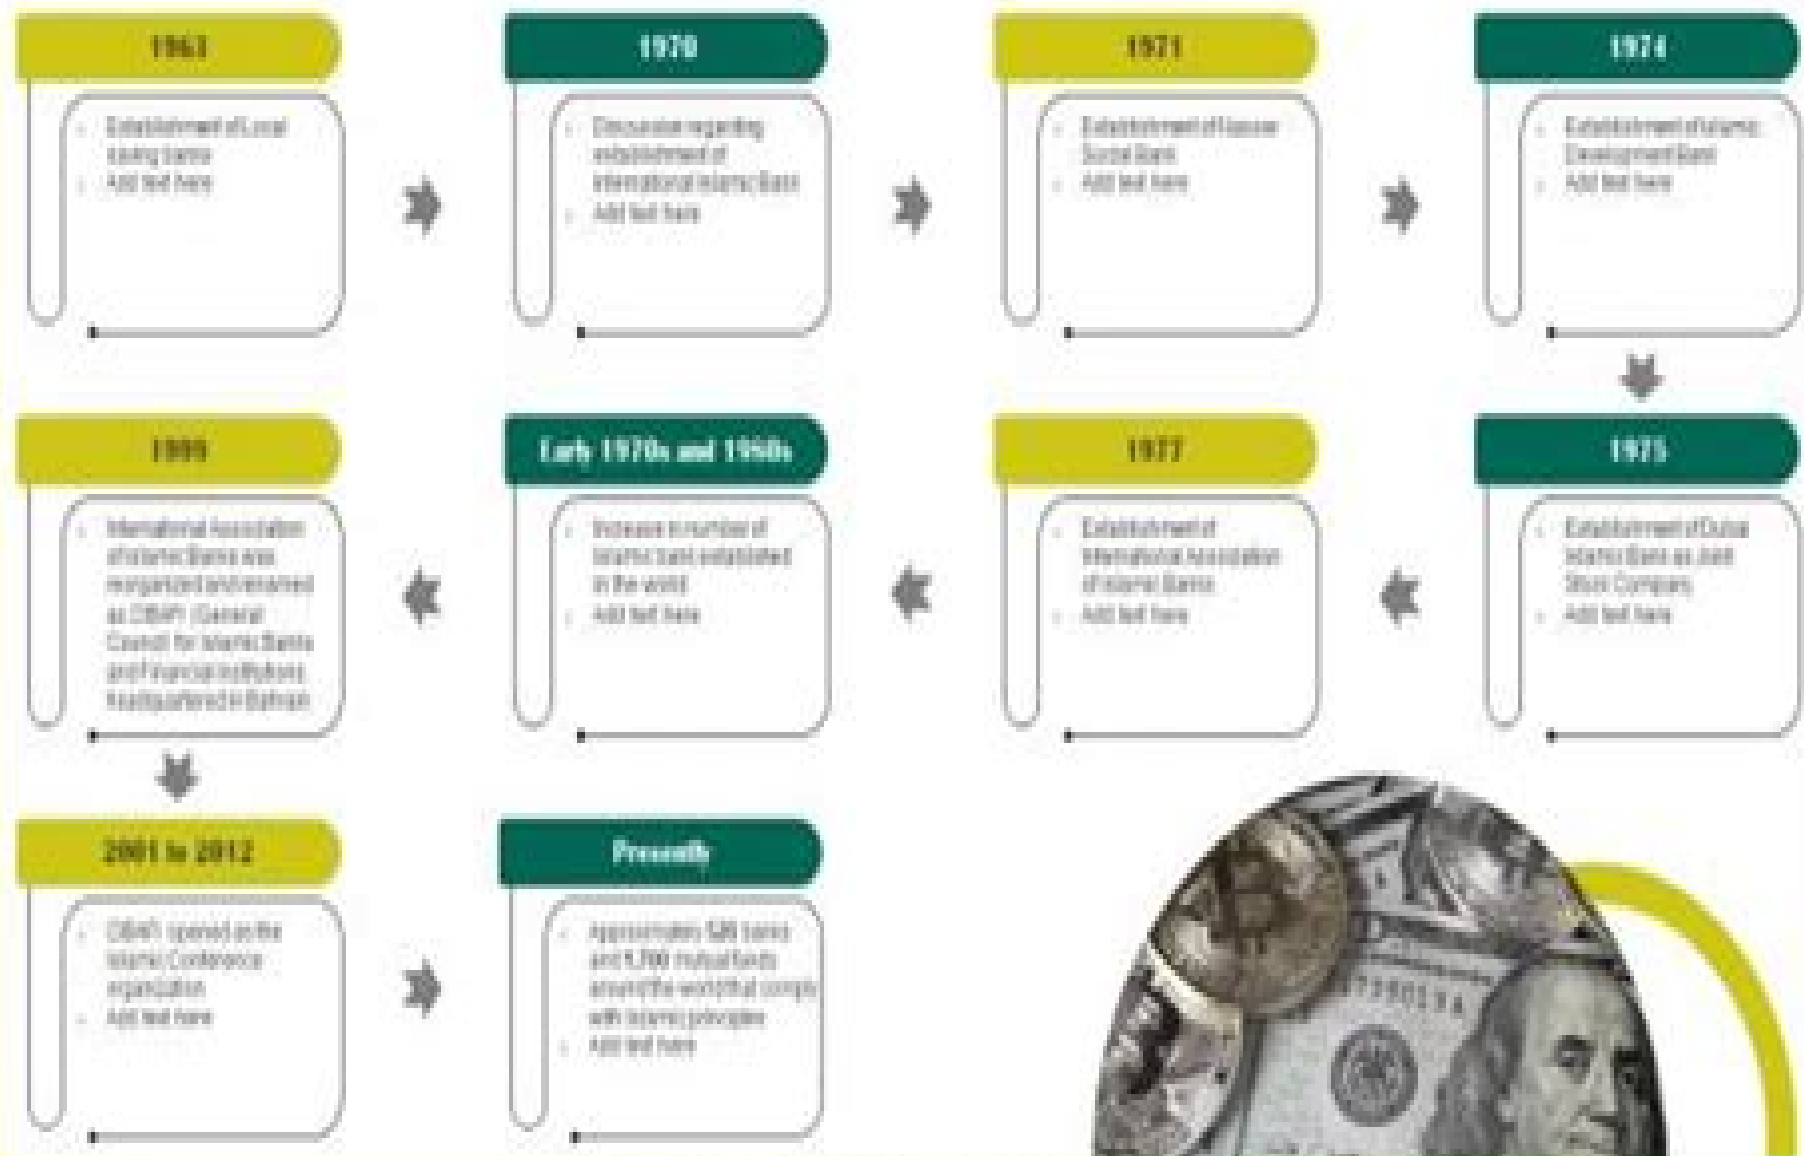 1963
Establishment of Local
saving banks
Add text here
1970
Discussion regarding
establishment of
International Islamic Bank
Add text here
1971
Establishment of Nasser
Social Bank
Add text here
1974
Establishment of Islamic
Development Bank
Add text here
1975
Establishment of Dubai
Islamic Bank as Joint
Stock Company
Add text here
1977
Establishment of
International Association
of Islamic Banks
Add text here
Early 1970s and 1960s
Increase in number of
Islamic bank established
in the world
Add text here
1999
International Association
of Islamic Banks was
reorganized and renamed
as CIBAFI (General
Council for Islamic Banks
and Financial Institutions
headquartered in Bahrain
2001 to 2012
CIBAFI opened as the
Islamic Conference
organization
Add text here
Presently
Approximately banks
and 1,700 mutual funds
around the world that comply
with Islamic principles
Add text here